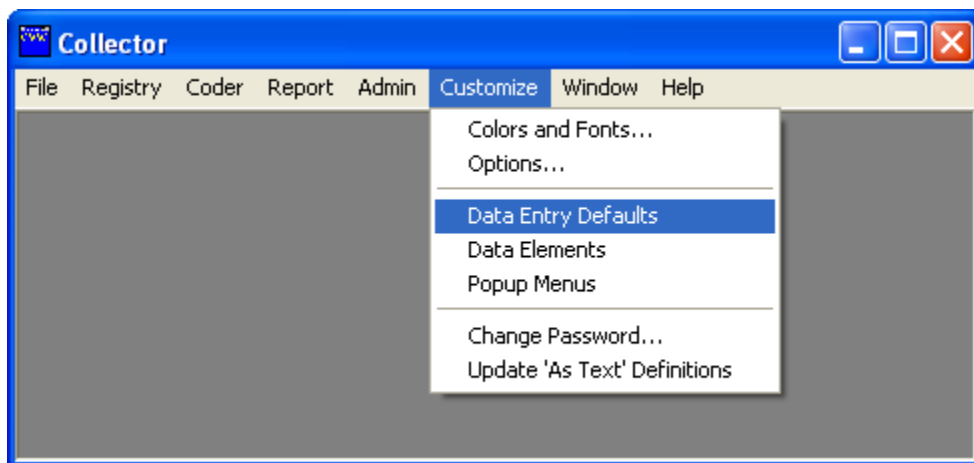 Collector
File Registry Coder Report Admin Customize Window Help
Colors and Fonts...
Options...
Data Entry Defaults
Data Elements
Popup Menus
Change Password...
Update 'As Text' Definitions